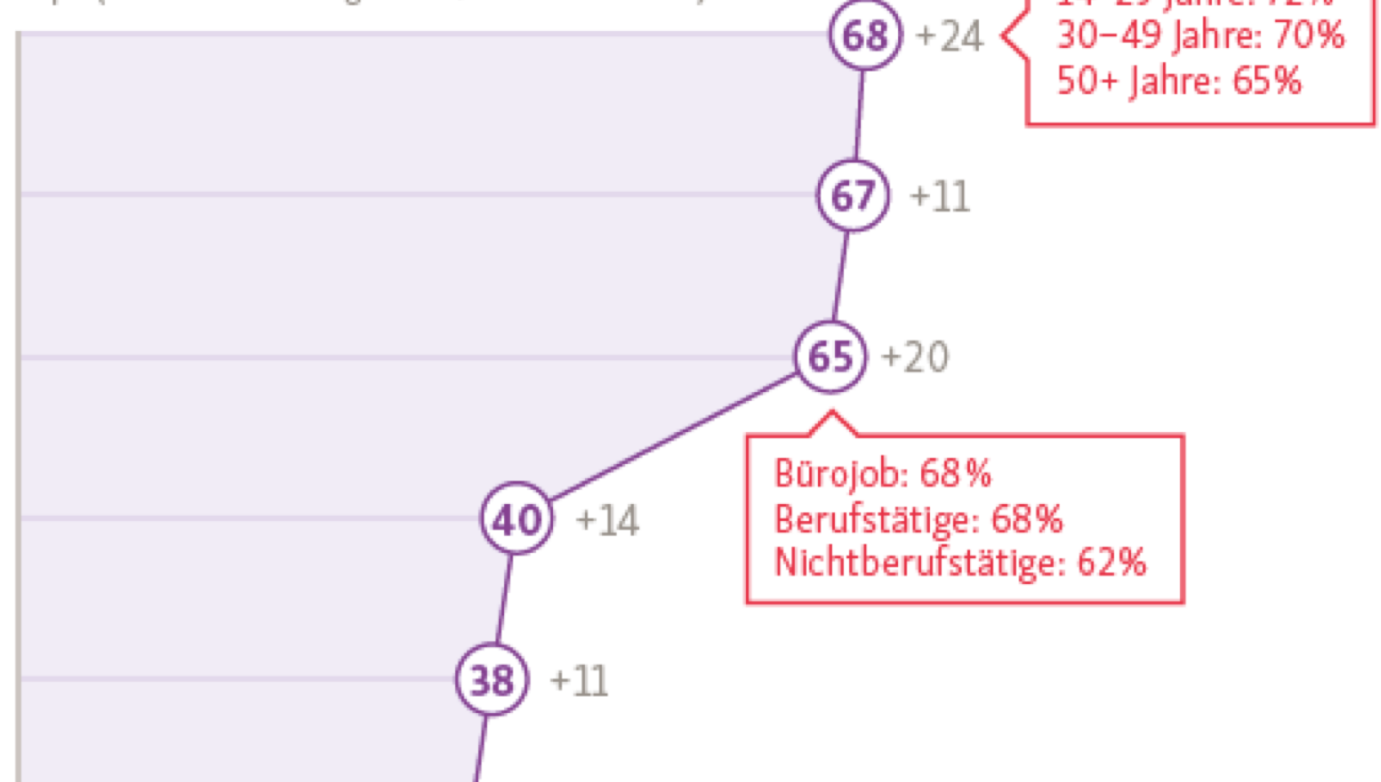 68 +24
30–49 Jahre: 70%
50+ Jahre: 65%
67 +11
65 +20
Bürojob: 68%
Berufstätige: 68%
Nichtberufstätige: 62%
40 +14
38 +11